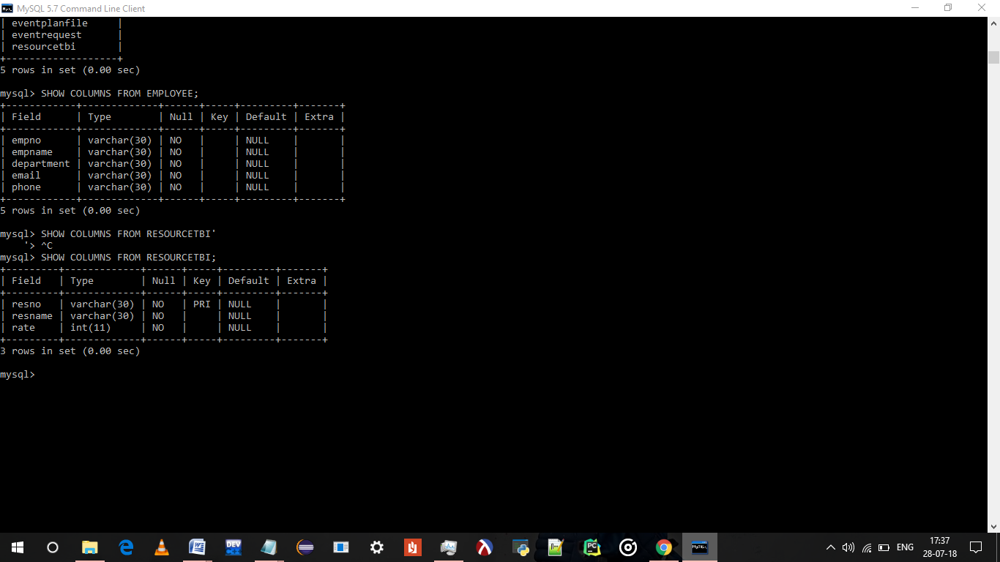 MySQL 5.7 Command Line Client
| eventplanfile     |
| eventrequest      |
| resourcetbi       |
+-------------------+
5 rows in set (0.00 sec)
mysql> SHOW COLUMNS FROM EMPLOYEE;
+------------+-------------+------+-----+---------+-------+
| Field      | Type        | Null | Key | Default | Extra |
+------------+-------------+------+-----+---------+-------+
| empno      | varchar(30) | NO   |     | NULL    |       |
| empname    | varchar(30) | NO   |     | NULL    |       |
| department | varchar(30) | NO   |     | NULL    |       |
| email      | varchar(30) | NO   |     | NULL    |       |
| phone      | varchar(30) | NO   |     | NULL    |       |
+------------+-------------+------+-----+---------+-------+
5 rows in set (0.00 sec)
mysql> SHOW COLUMNS FROM RESOURCETBI'
    '> ^C
mysql> SHOW COLUMNS FROM RESOURCETBI;
+---------+-------------+------+-----+---------+-------+
| Field   | Type        | Null | Key | Default | Extra |
+---------+-------------+------+-----+---------+-------+
| resno   | varchar(30) | NO   | PRI | NULL    |       |
| resname | varchar(30) | NO   |     | NULL    |       |
| rate    | int(11)     | NO   |     | NULL    |       |
+---------+-------------+------+-----+---------+-------+
3 rows in set (0.00 sec)
mysql>
DEV
PC
ENG
17:37
28-07-18